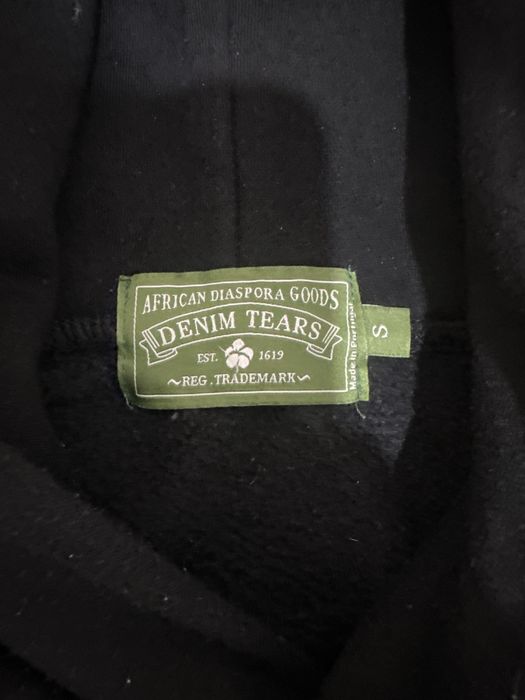 AFRICAN DIASPORA GOODS
DENIM TEARS
EST. 1619
~REG.TRADEMARK~
Made in Portugal
S